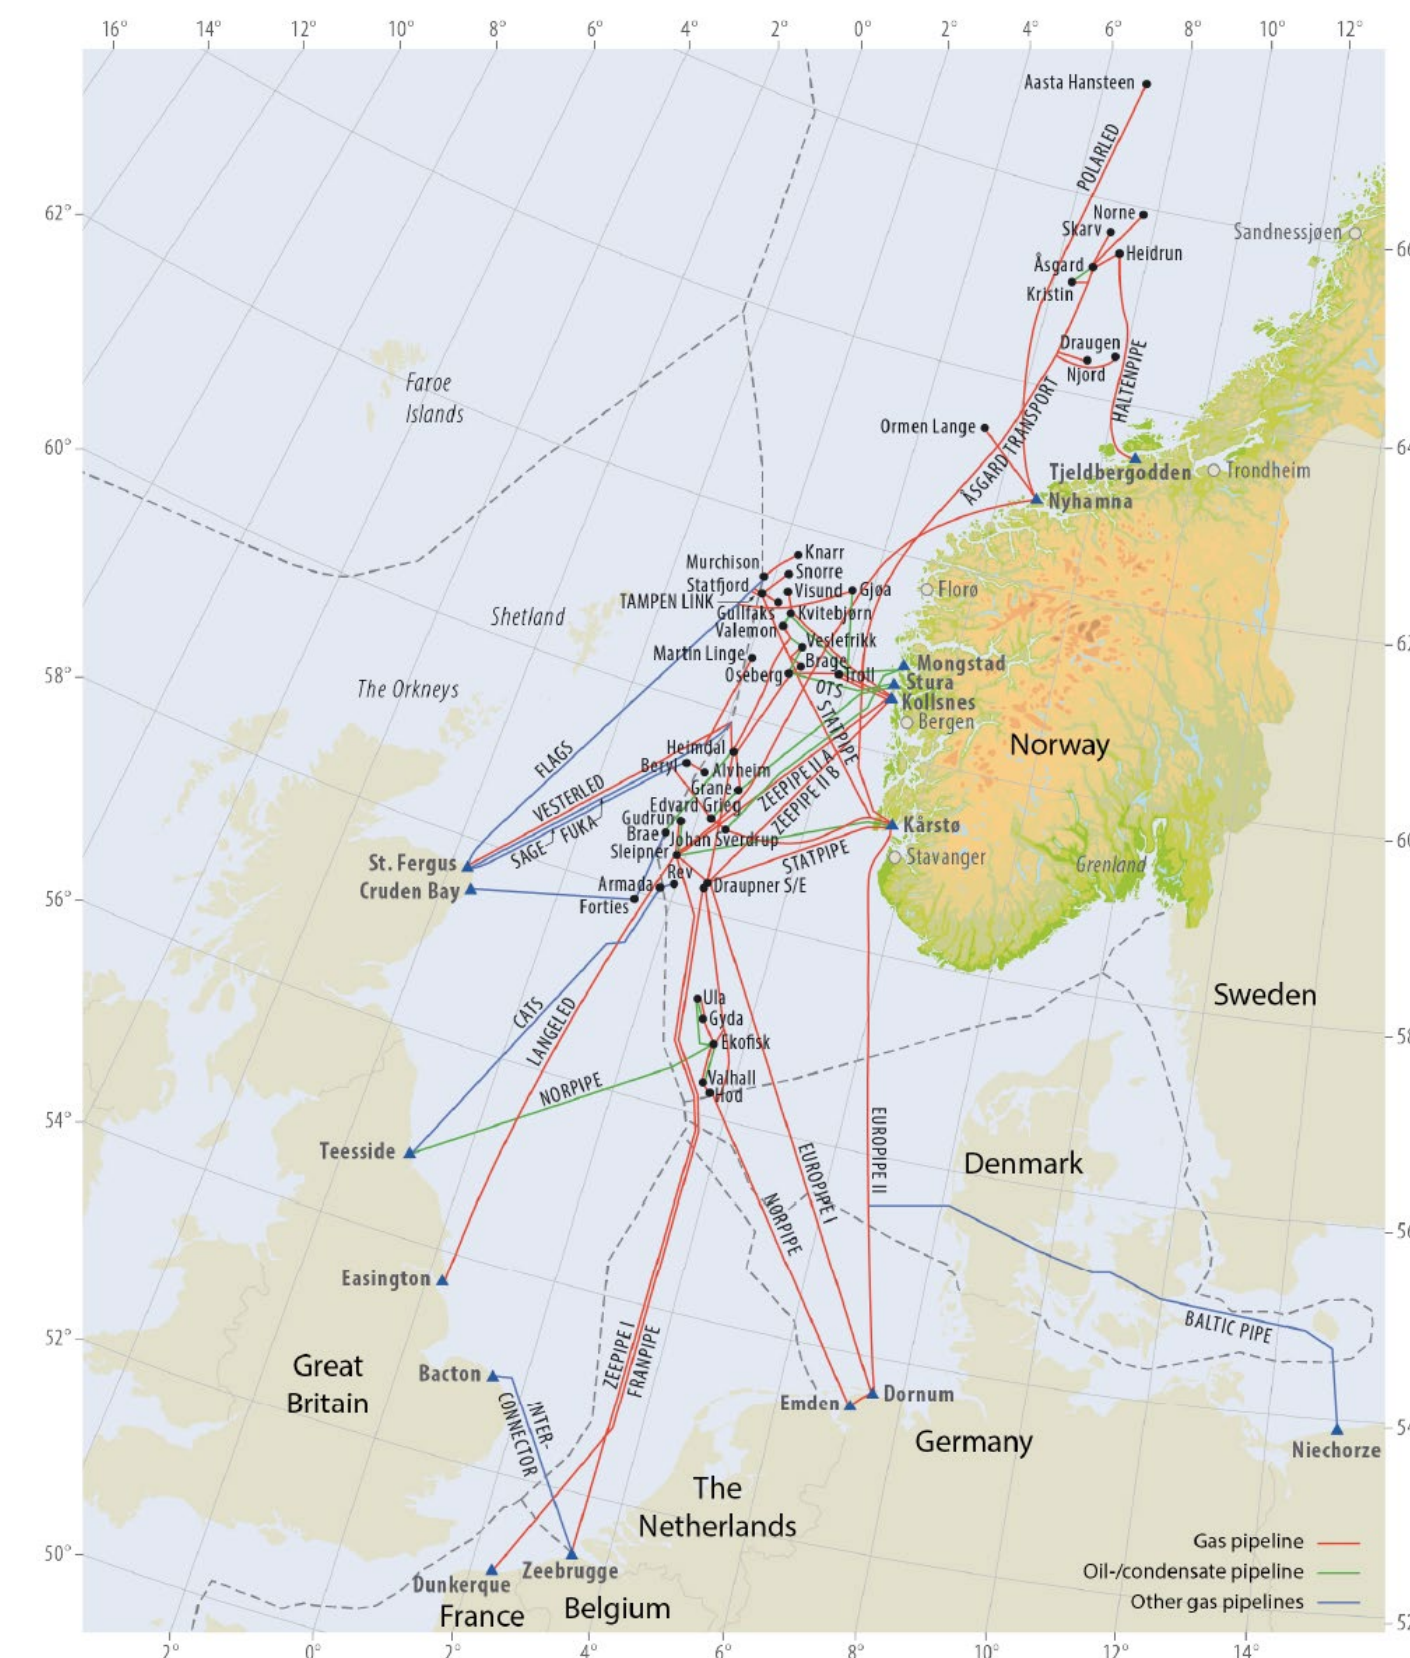 16° 14° 12° 10° 8° 6° 4° 2° 0° 2° 4° 6° 8° 10° 12°
Aasta Hansteen
POLARLED
62°
Norne
Skarv
Sandnessjøen
66
Heidrun
Åsgard
Kristin
Draugen
Njord
HALTENPIPE
Faroe
Islands
Ormen Lange
ÅSGARD TRANSPORT
60°
64
Tjeldbergodden
Trondheim
Nyhamna
Knarr
Murchison
Snorre
Statfjord
Visund
Gjøa
Florø
TAMPEN LINK
Gullfaks
Kvitebjørn
Shetland
Valemon
Veslefrikk
62
Martin Linge
Brage
Mongstad
58°
Oseberg
Troll
Stura
OTS
The Orkneys
Kollsnes
STATPIPE
Bergen
FLAGS
Heimdal
Norway
Beryl
Alvheim
VESTERLED
Grane
ZEEPIPE II A
ZEEPIPE II B
Edvard Grieg
Gudrun
Kårstø
SAGE
FUKA
Brae
Johan Sverdrup
Sleipner
STATPIPE
Stavanger
60
St. Fergus
Grenland
Rev
56°
Cruden Bay
Armada
Draupner S/E
Forties
Sweden
Ula
CATS
LANGELED
Gyda
Ekofisk
58
NORPIPE
Valhall
Hod
54°
Teesside
EUROPIPE II
EUROPIPE I
Denmark
NORPIPE
56
Easington
52°
BALTIC PIPE
Great
Britain
Bacton
ZEEPIPE I
FRANPIPE
INTER-
CONNECTOR
Emden
Dornum
54
Germany
Niechorze
The
Netherlands
50°
Gas pipeline
Oil-/condensate pipeline
Other gas pipelines
Dunkerque
Zeebrugge
France
Belgium
52
2° 0° 2° 4° 6° 8° 10° 12° 14°